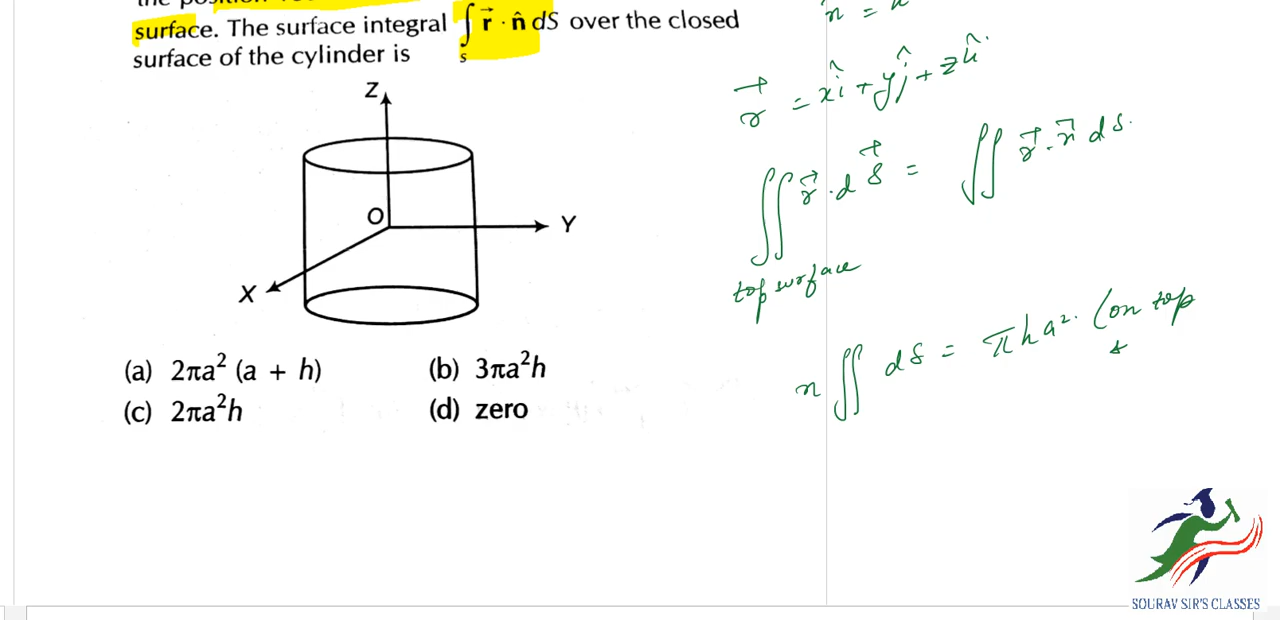 surface. The surface integral ∫ₛ r⃗ · n̂ dS over the closed
surface of the cylinder is
Z
O
Y
X
(a) 2πa² (a + h)
(b) 3πa²h
(c) 2πa²h
(d) zero
r⃗ = xî + yĵ + zk̂.
∬ r⃗ · dS⃗ = ∬ r⃗ · n⃗ ds.
top surface
∬ ds = πha². (on top
SOURAV SIR'S CLASSES